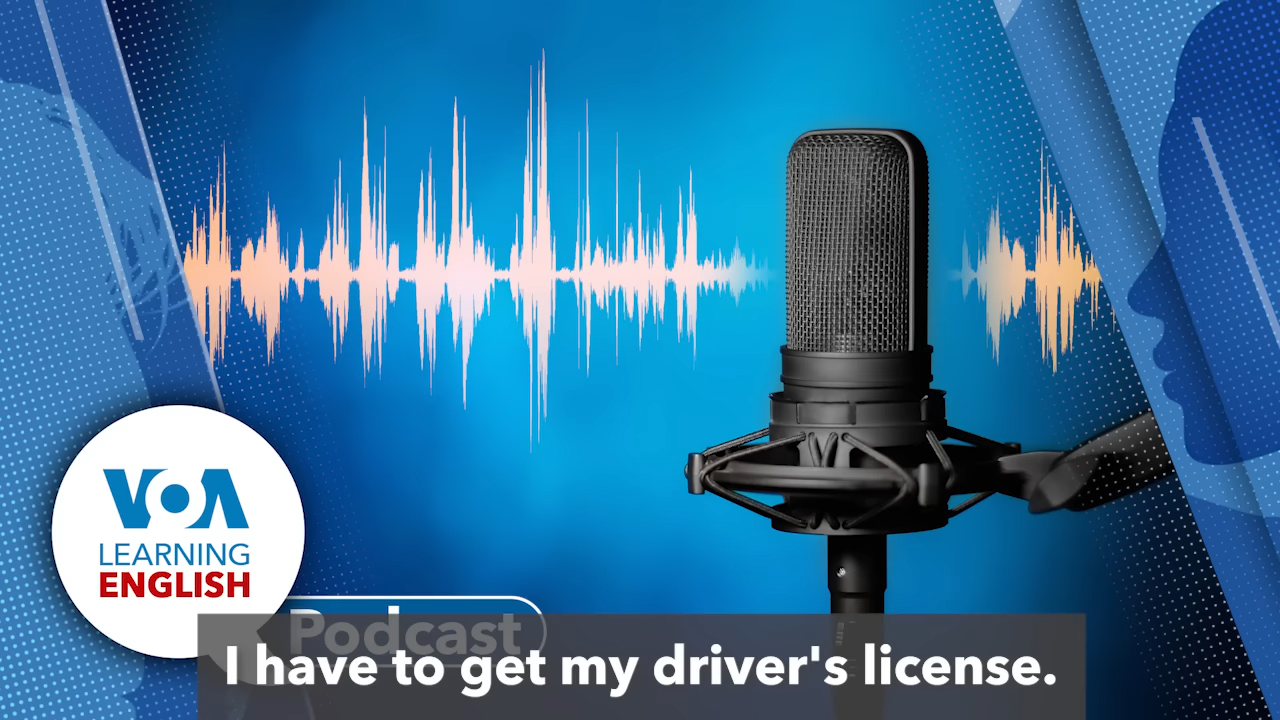 VOA
LEARNING
ENGLISH
Podcast
I have to get my driver's license.